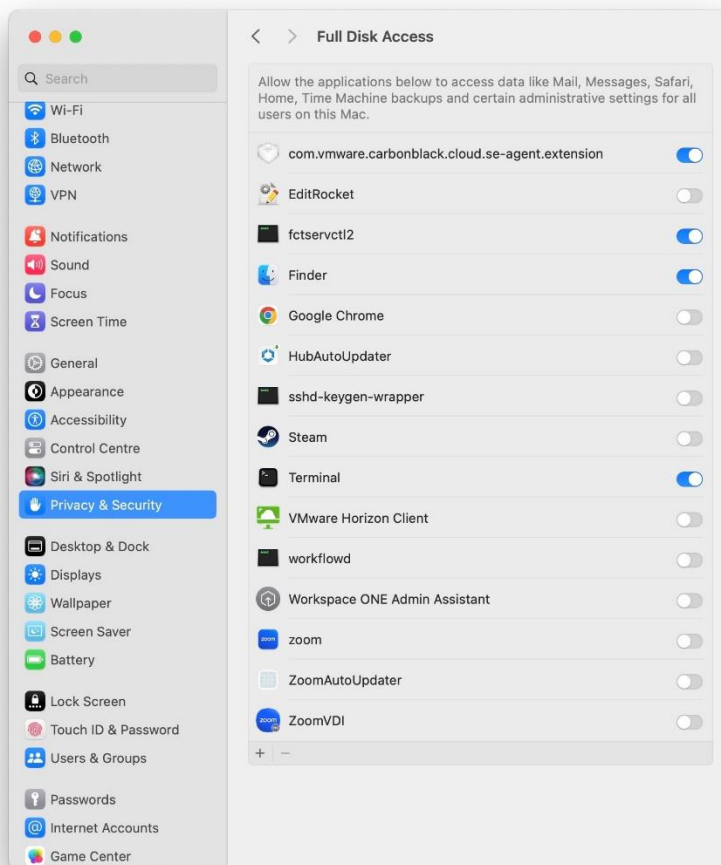 Full Disk Access
Search
Wi-Fi
Bluetooth
Network
VPN
Notifications
Sound
Focus
Screen Time
General
Appearance
Accessibility
Control Centre
Siri & Spotlight
Privacy & Security
Desktop & Dock
Displays
Wallpaper
Screen Saver
Battery
Lock Screen
Touch ID & Password
Users & Groups
Passwords
Internet Accounts
Game Center
Allow the applications below to access data like Mail, Messages, Safari,
Home, Time Machine backups and certain administrative settings for all
users on this Mac.
com.vmware.carbonblack.cloud.se-agent.extension
EditRocket
fctservctl2
Finder
Google Chrome
HubAutoUpdater
sshd-keygen-wrapper
Steam
Terminal
VMware Horizon Client
workflowd
Workspace ONE Admin Assistant
zoom
zoom
ZoomAutoUpdater
zoom
ZoomVDI